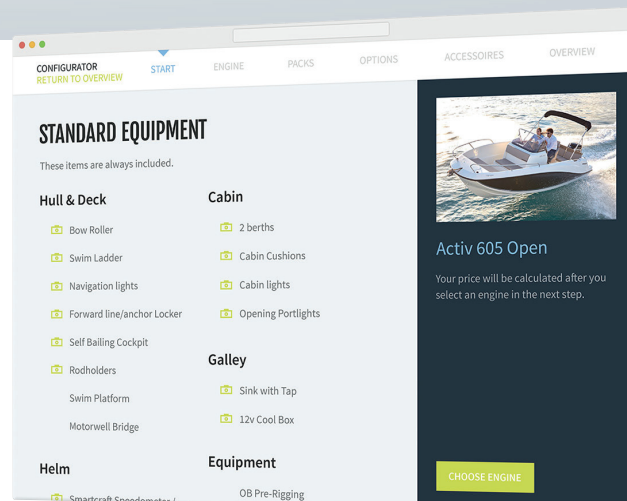 CONFIGURATOR
RETURN TO OVERVIEW
START
ENGINE
PACKS
OPTIONS
ACCESSOIRES
OVERVIEW
STANDARD EQUIPMENT
These items are always included.
Hull & Deck
Bow Roller
Swim Ladder
Navigation lights
Forward line/anchor Locker
Self Bailing Cockpit
Rodholders
Swim Platform
Motorwell Bridge
Helm
Smartcraft Speedometer /
Cabin
2 berths
Cabin Cushions
Cabin lights
Opening Portlights
Galley
Sink with Tap
12v Cool Box
Equipment
OB Pre-Rigging
Activ 605 Open
Your price will be calculated after you
select an engine in the next step.
CHOOSE ENGINE